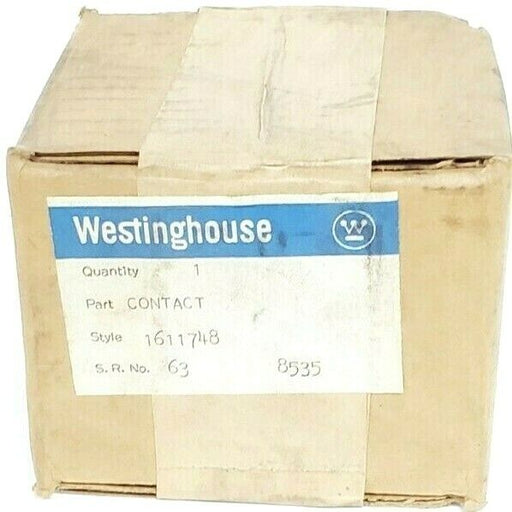 Westinghouse W
Quantity 1
Part CONTACT
Style 1611748
S.R. No. 63 8535